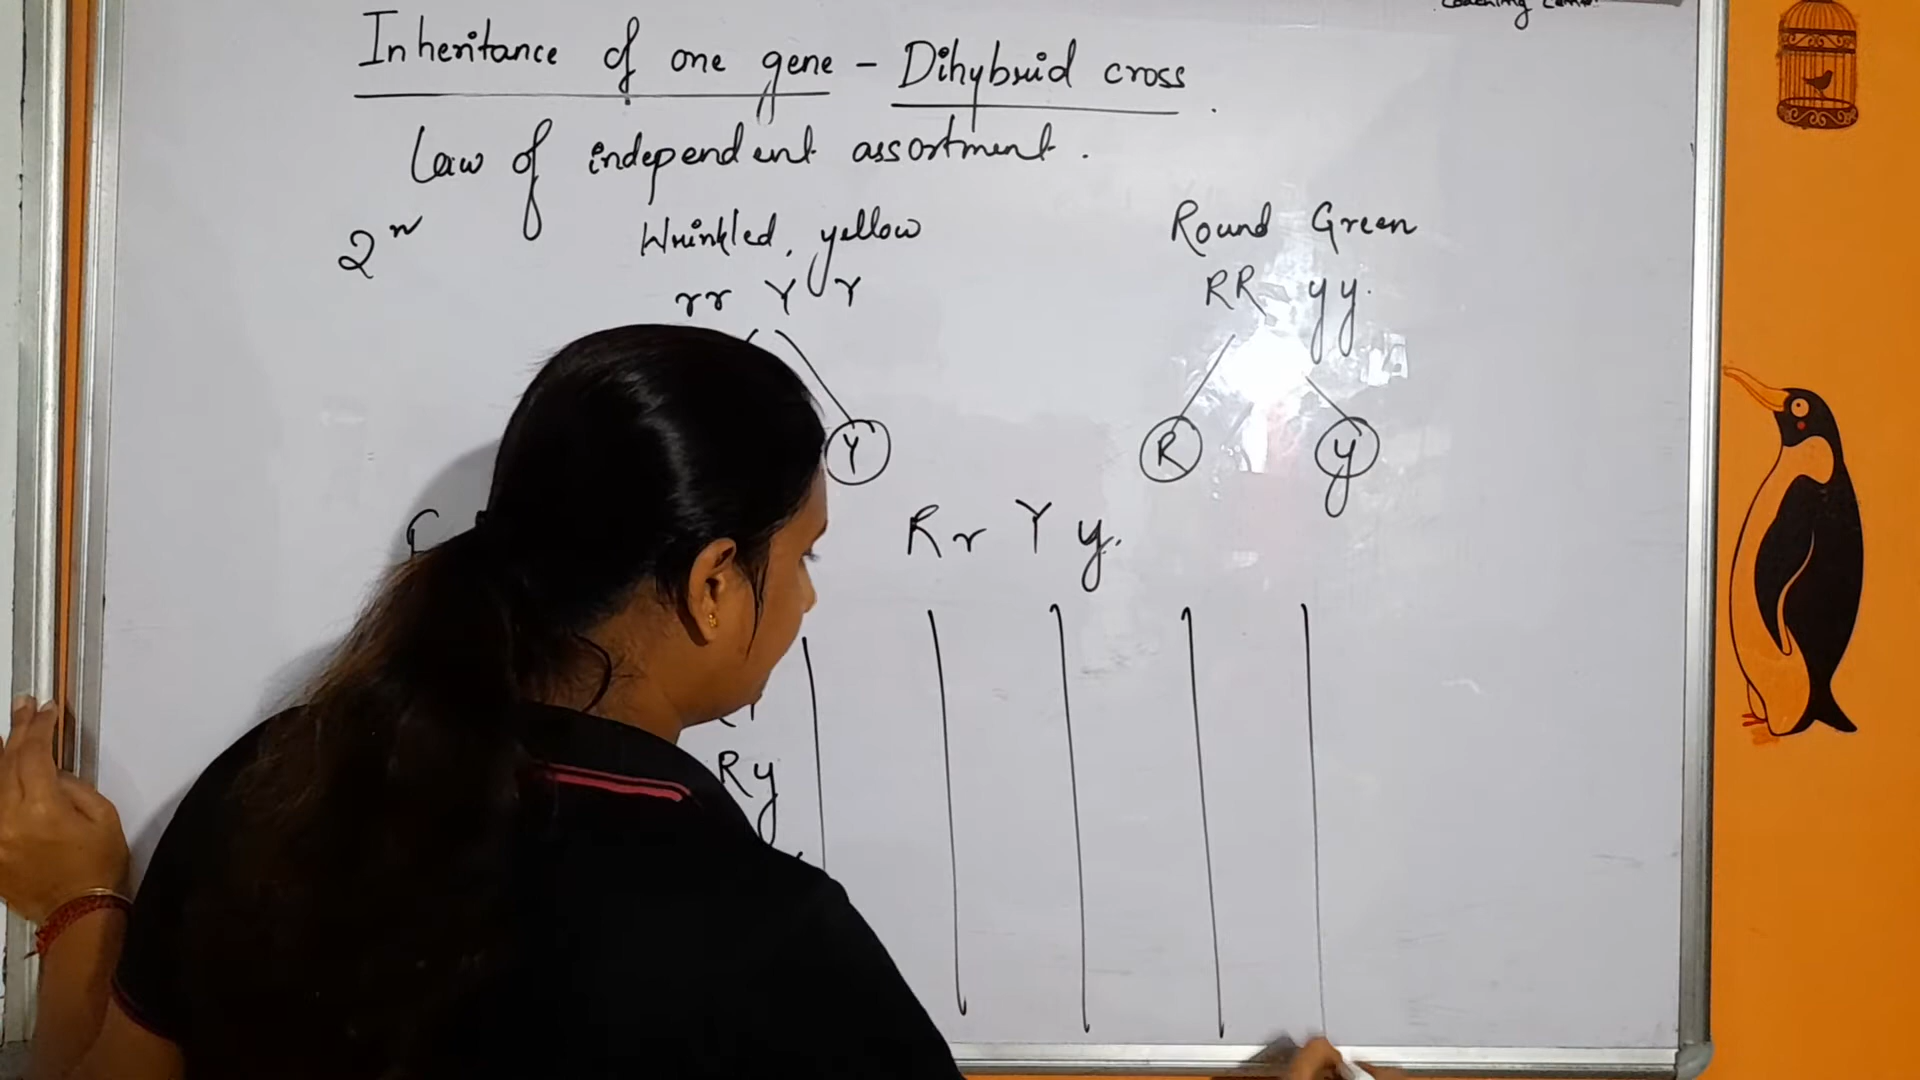 Inheritance of one gene - Dihybrid cross.
Law of independent assortment.
2ⁿ
Wrinkled, yellow
Round Green
rr YY
RR yy.
Y
R
y
Rr Yy.
Ry